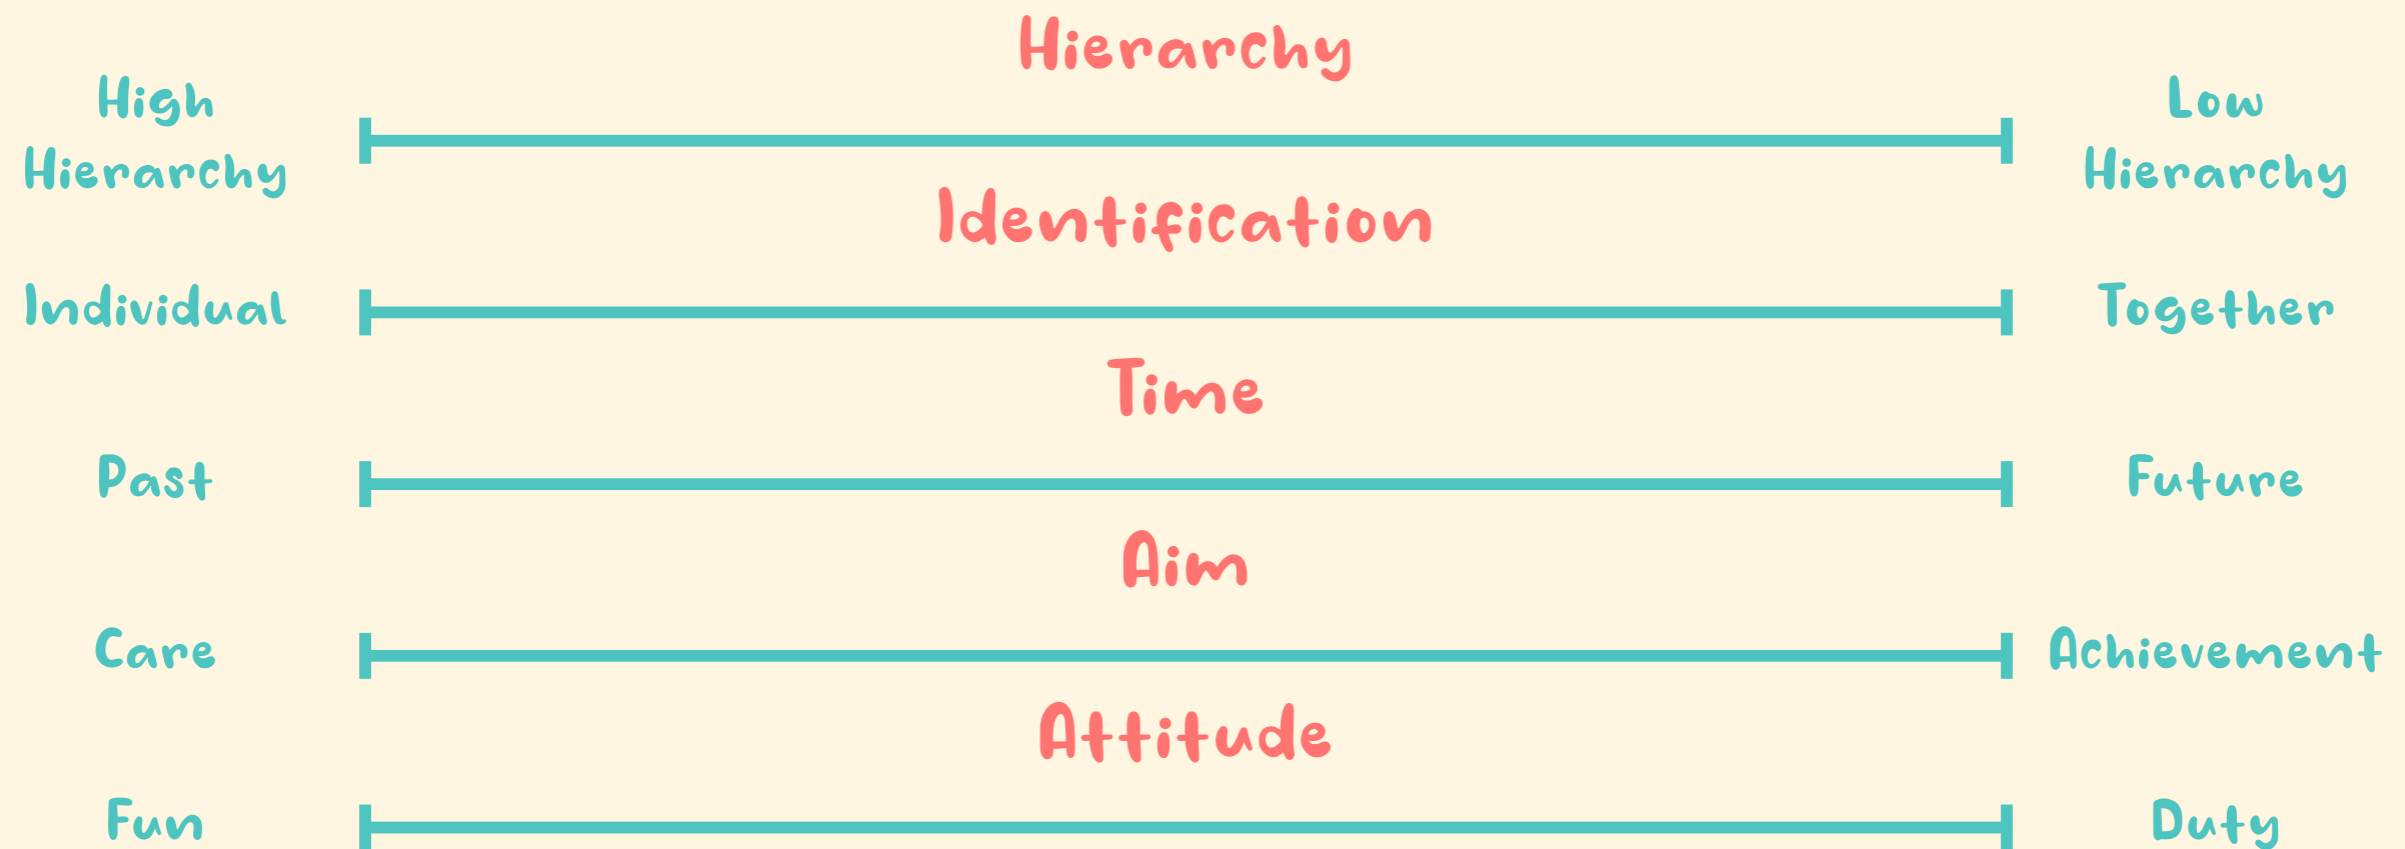 Hierarchy
High
Hierarchy
Low
Hierarchy
Identification
Individual
Together
Time
Past
Future
Aim
Care
Achievement
Attitude
Fun
Duty